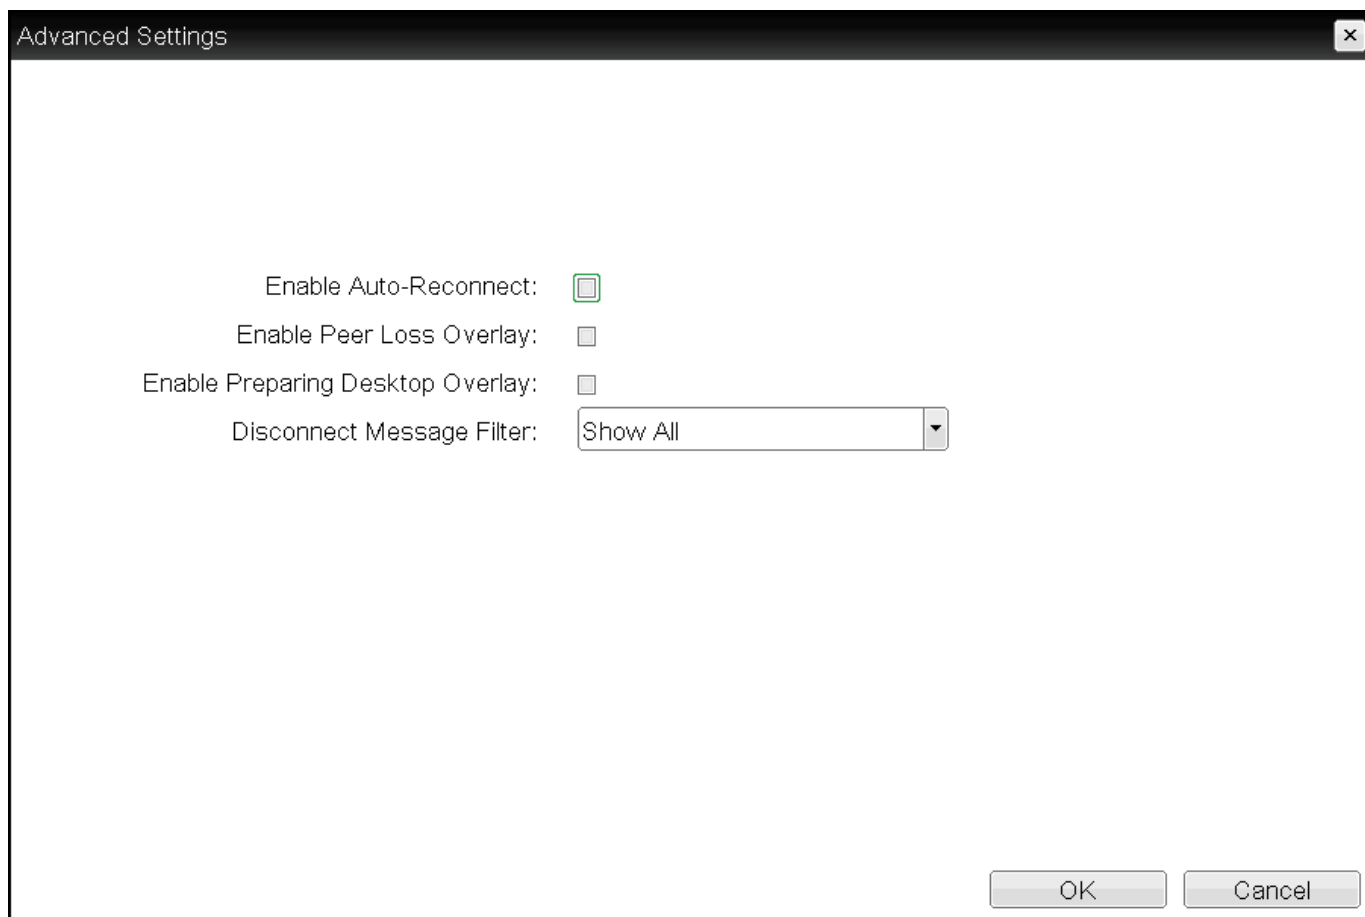 Advanced Settings
Enable Auto-Reconnect:
Enable Peer Loss Overlay:
Enable Preparing Desktop Overlay:
Disconnect Message Filter: Show All
OK Cancel